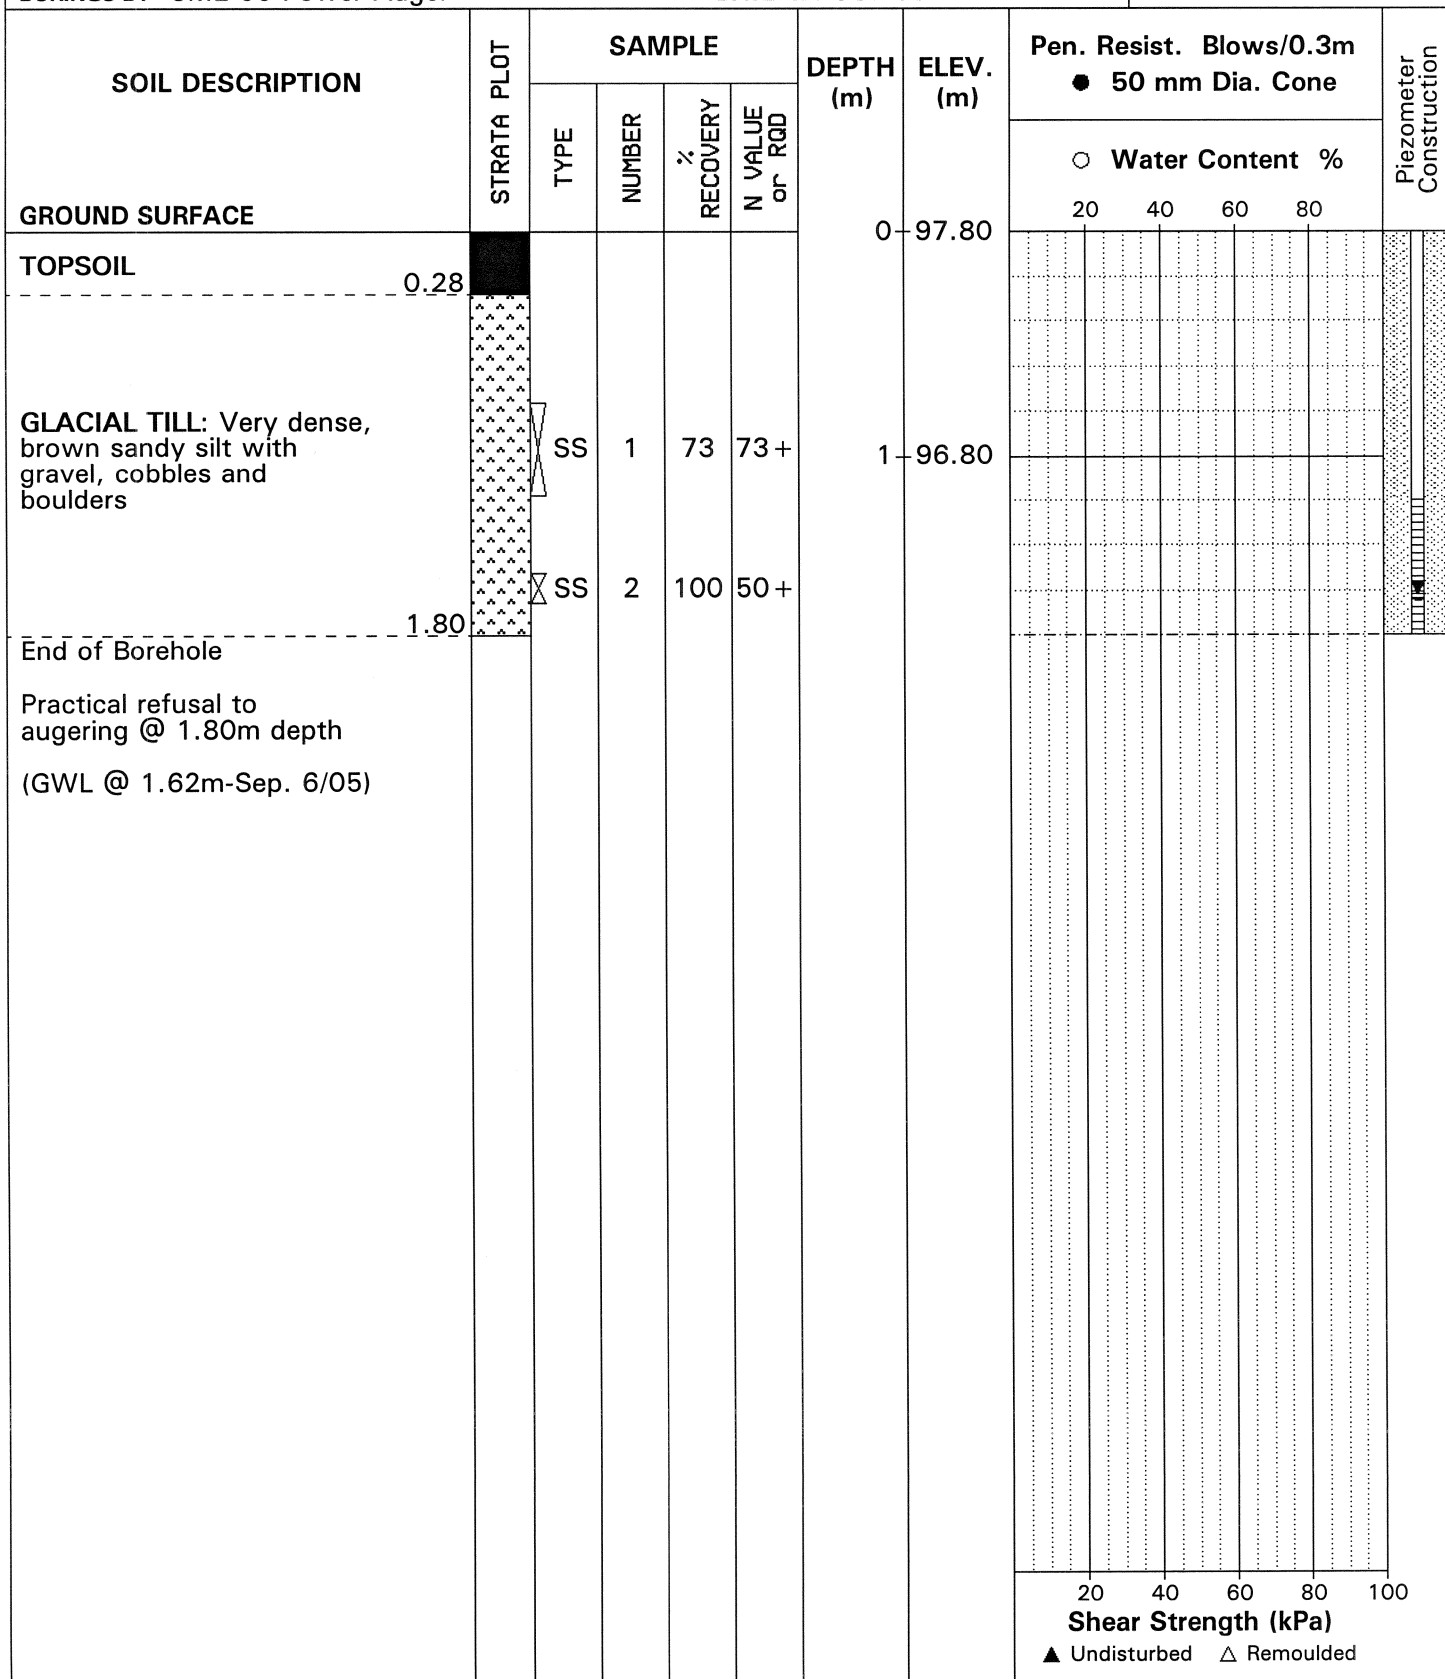 SOIL DESCRIPTION
GROUND SURFACE
STRATA PLOT
SAMPLE
TYPE
NUMBER
%
RECOVERY
N VALUE
or RQD
DEPTH
(m)
ELEV.
(m)
Pen. Resist. Blows/0.3m
● 50 mm Dia. Cone
○ Water Content %
20 40 60 80
Piezometer
Construction
0 97.80
TOPSOIL
0.28
GLACIAL TILL: Very dense,
brown sandy silt with
gravel, cobbles and
boulders
SS 1 73 73+
1 96.80
SS 2 100 50+
1.80
End of Borehole
Practical refusal to
augering @ 1.80m depth
(GWL @ 1.62m-Sep. 6/05)
20 40 60 80 100
Shear Strength (kPa)
▲ Undisturbed △ Remoulded